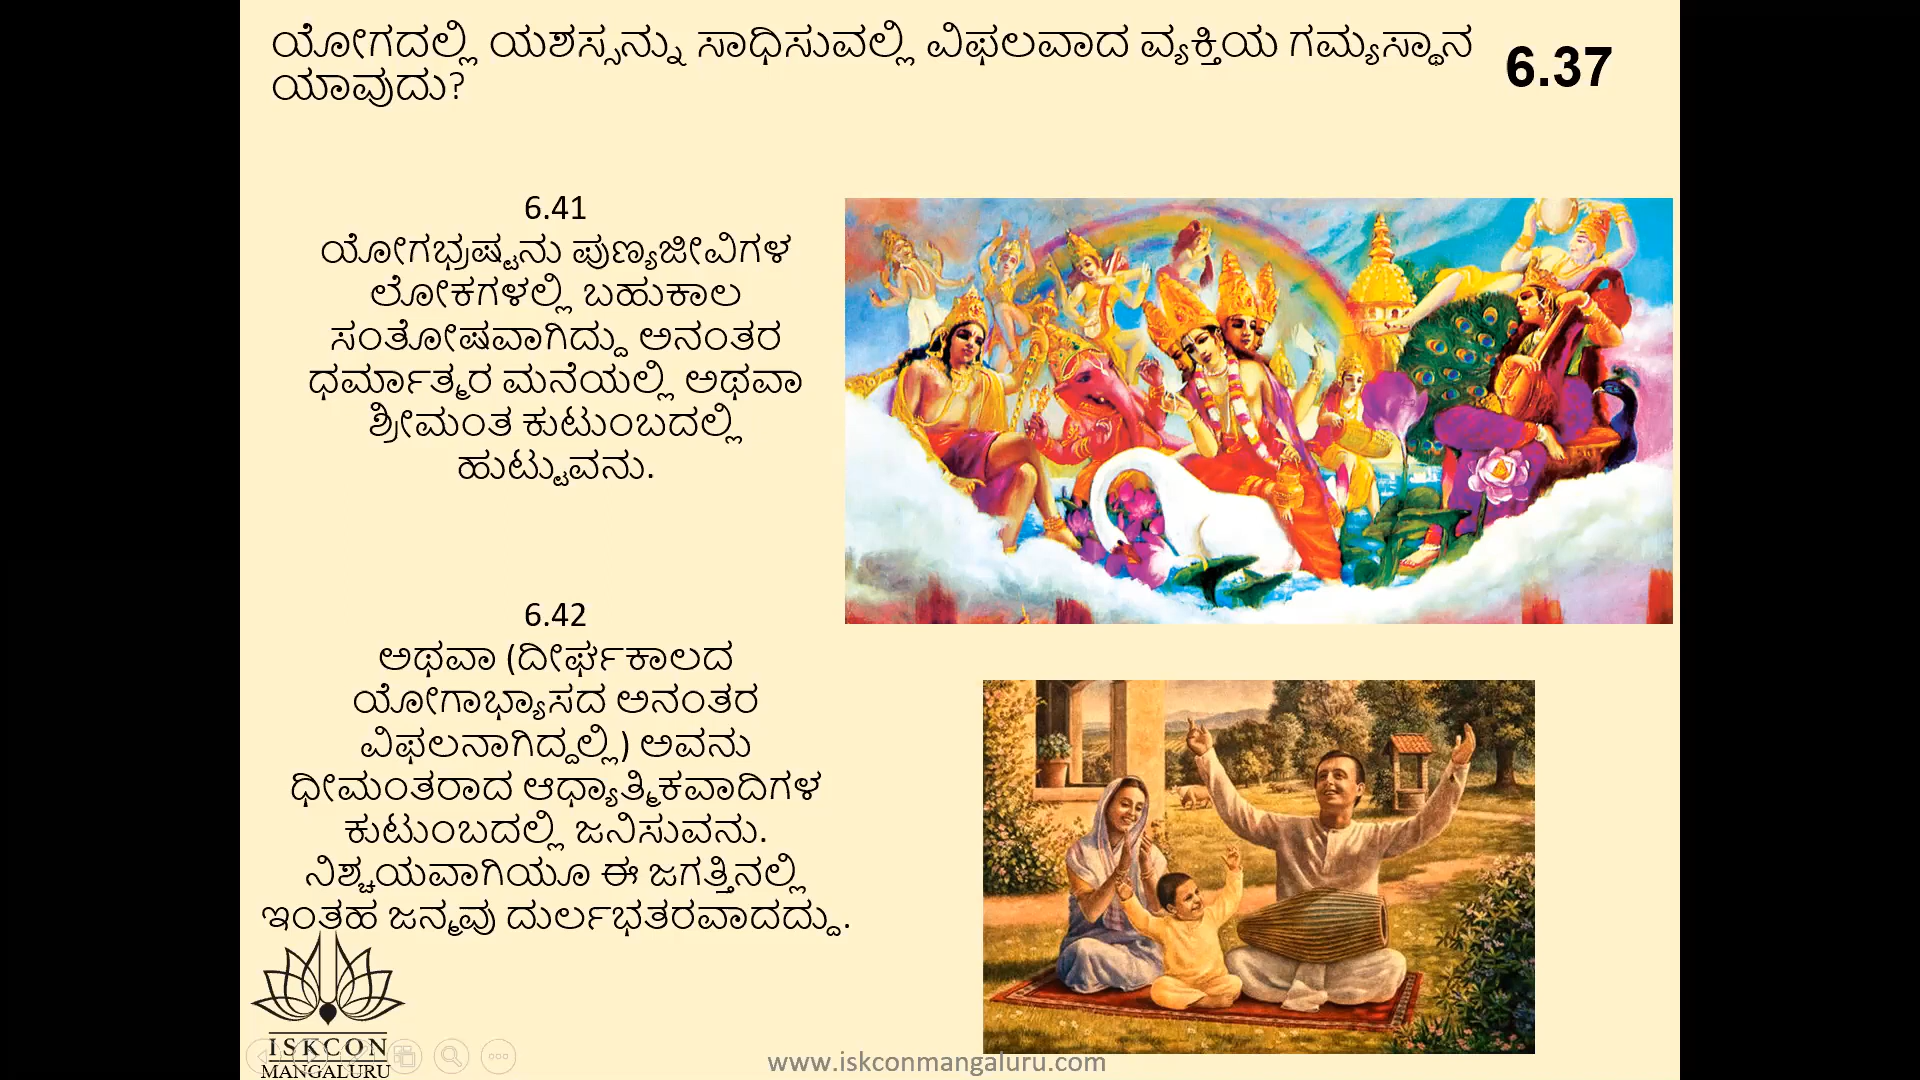 ಯೋಗದಲ್ಲಿ ಯಶಸ್ಸನ್ನು ಸಾಧಿಸುವಲ್ಲಿ ವಿಫಲವಾದ ವ್ಯಕ್ತಿಯ ಗಮ್ಯಸ್ಥಾನ
ಯಾವುದು?
6.37
6.41
ಯೋಗಭ್ರಷ್ಟನು ಪುಣ್ಯಜೀವಿಗಳ
ಲೋಕಗಳಲ್ಲಿ ಬಹುಕಾಲ
ಸಂತೋಷವಾಗಿದ್ದು ಅನಂತರ
ಧರ್ಮಾತ್ಮರ ಮನೆಯಲ್ಲಿ ಅಥವಾ
ಶ್ರೀಮಂತ ಕುಟುಂಬದಲ್ಲಿ
ಹುಟ್ಟುವನು.
6.42
ಅಥವಾ (ದೀರ್ಘಕಾಲದ
ಯೋಗಾಭ್ಯಾಸದ ಅನಂತರ
ವಿಫಲನಾಗಿದ್ದಲ್ಲಿ) ಅವನು
ಧೀಮಂತರಾದ ಆಧ್ಯಾತ್ಮಿಕವಾದಿಗಳ
ಕುಟುಂಬದಲ್ಲಿ ಜನಿಸುವನು.
ನಿಶ್ಚಯವಾಗಿಯೂ ಈ ಜಗತ್ತಿನಲ್ಲಿ
ಇಂತಹ ಜನ್ಮವು ದುರ್ಲಭತರವಾದದ್ದು.
ISKCON
MANGALURU
www.iskconmangaluru.com